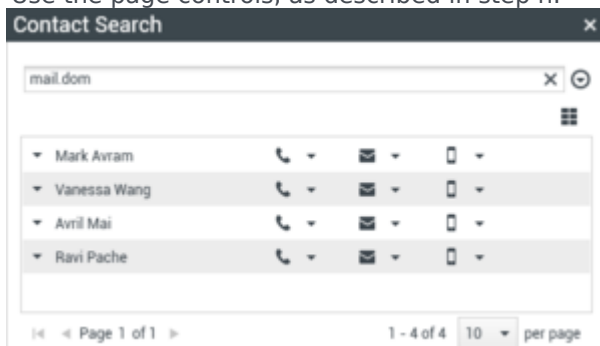 Use the page controls, as described in step h.
Contact Search
mail.dom
Mark Avram
Vanessa Wang
Avril Mai
Ravi Pache
Page 1 of 1 1 - 4 of 4 10 per page